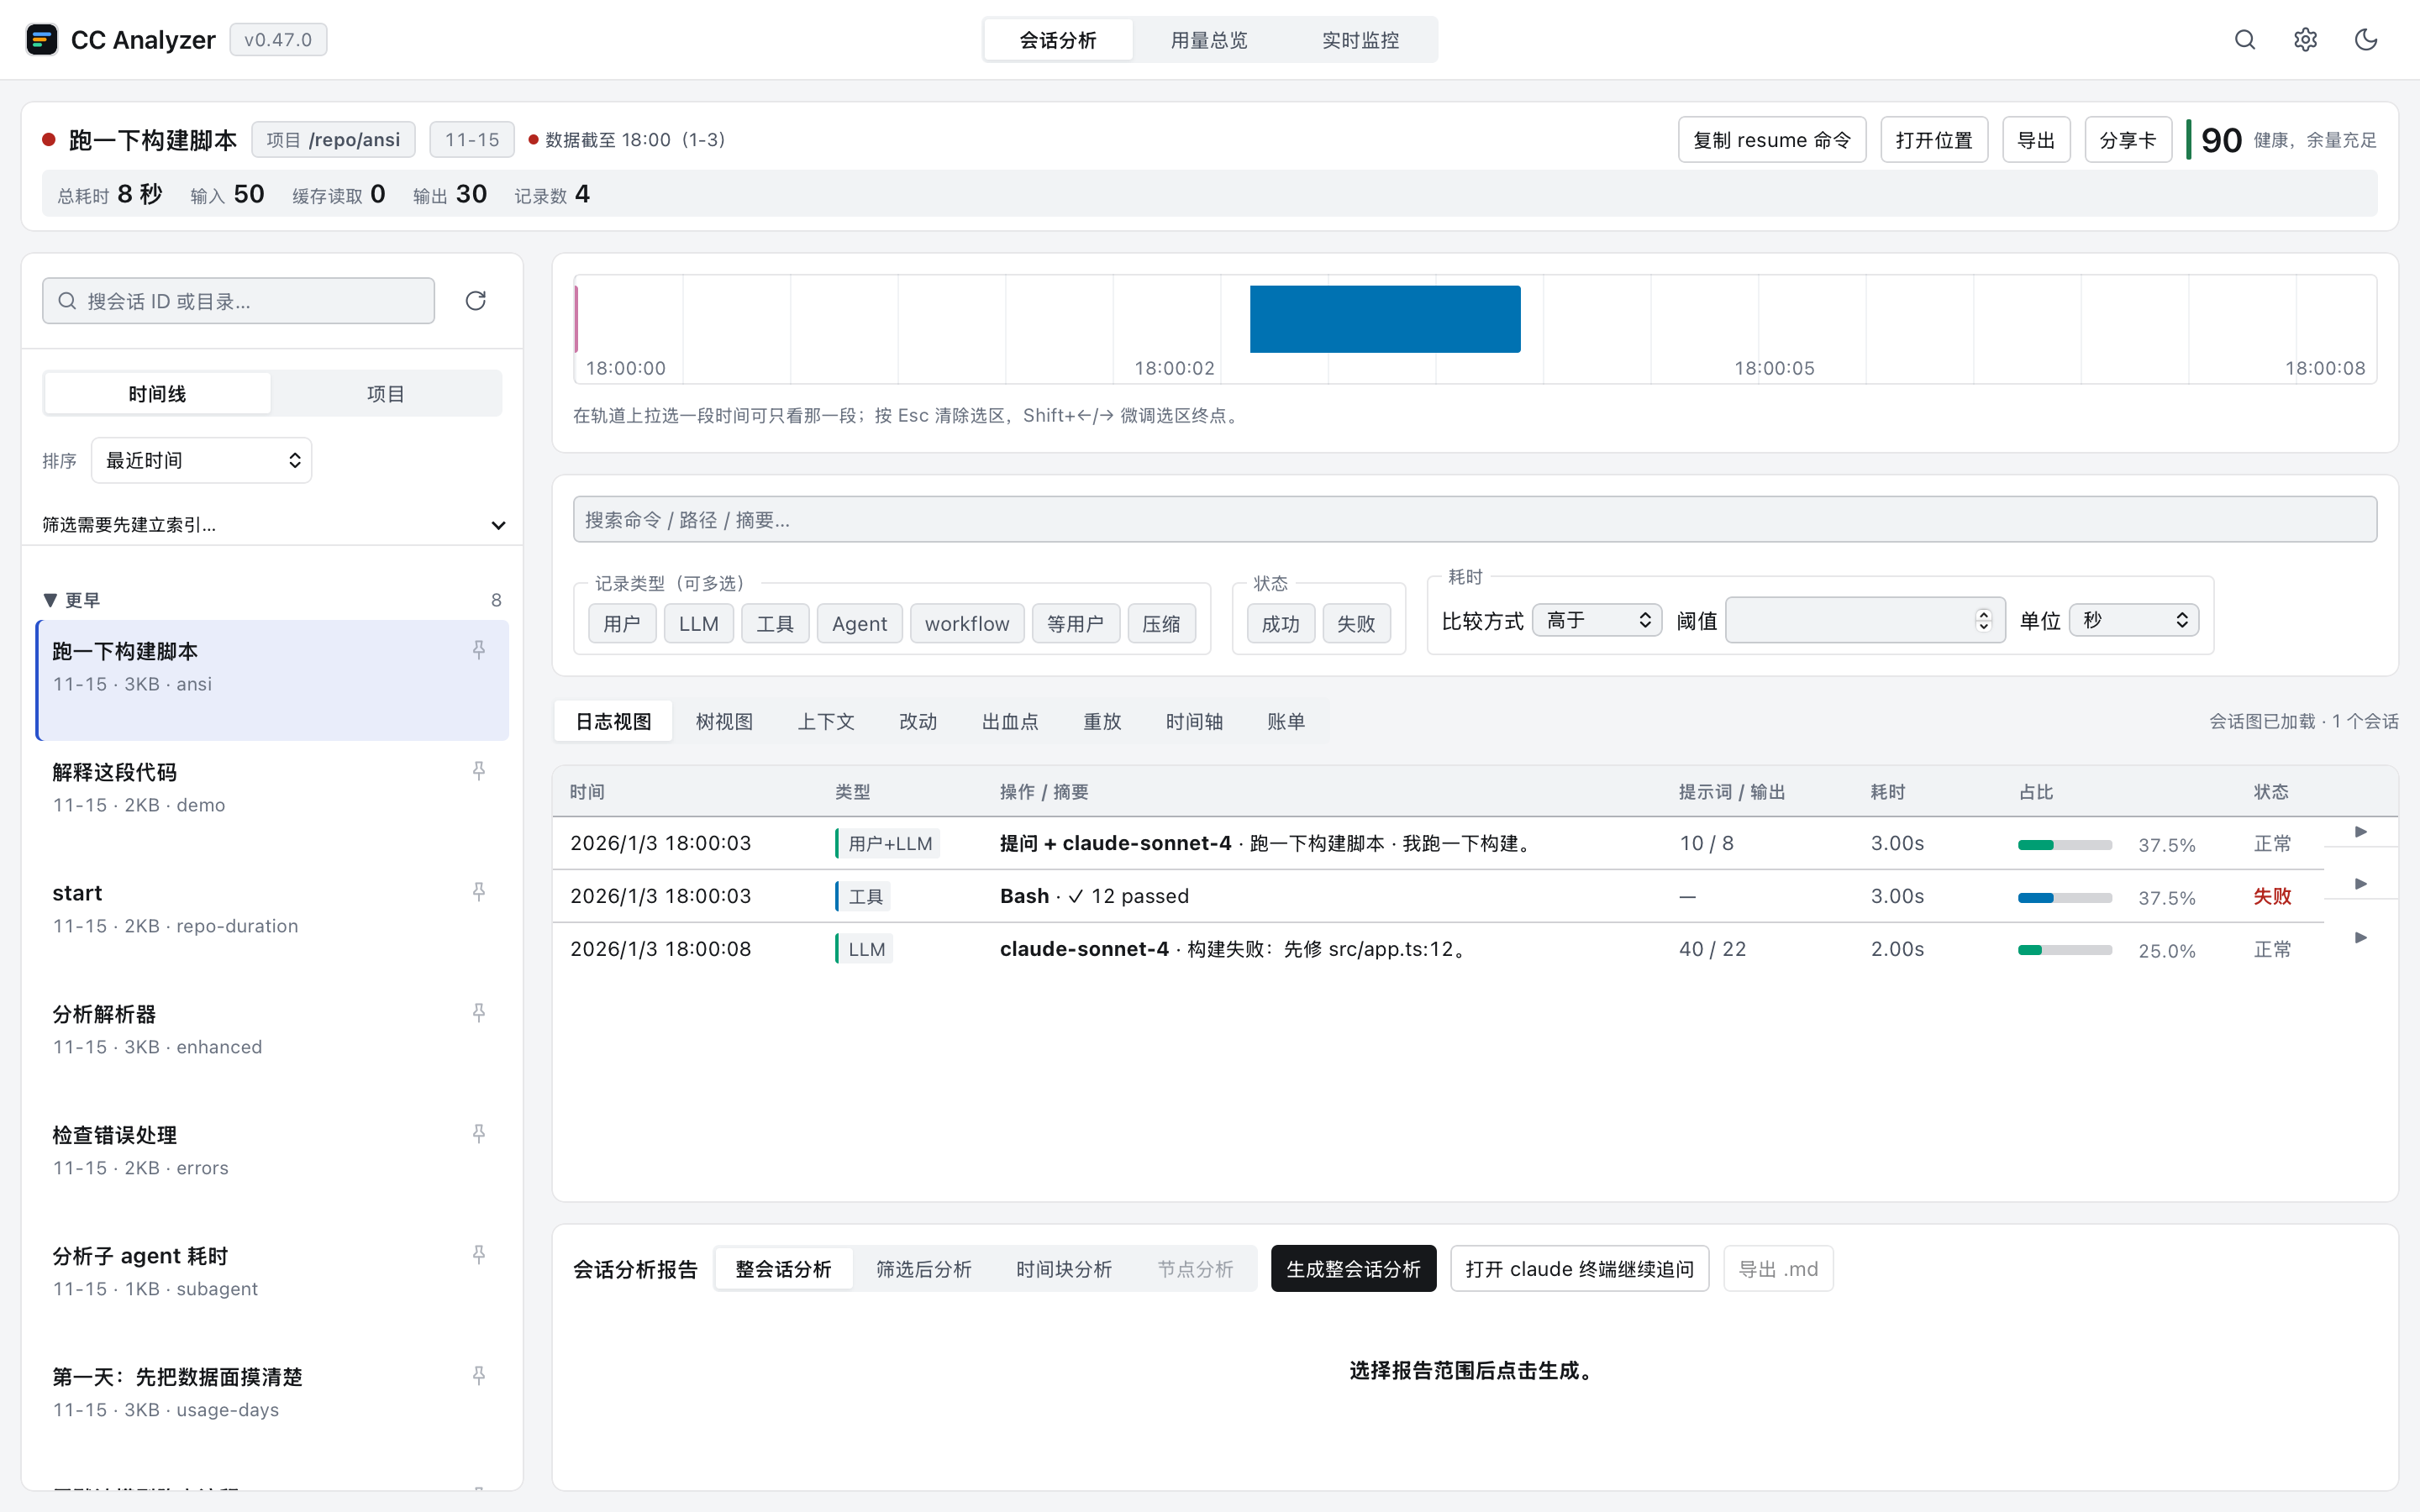 CC Analyzer v0.47.0
会话分析 用量总览 实时监控
跑一下构建脚本 项目 /repo/ansi 11-15 数据截至 18:00 (1-3)
复制 resume 命令 打开位置 导出 分享卡 90 健康，余量充足
总耗时 8 秒 输入 50 缓存读取 0 输出 30 记录数 4
搜会话 ID 或目录...
时间线 项目
排序 最近时间
筛选需要先建立索引...
▼ 更早 8
跑一下构建脚本
11-15 · 3KB · ansi
解释这段代码
11-15 · 2KB · demo
start
11-15 · 2KB · repo-duration
分析解析器
11-15 · 3KB · enhanced
检查错误处理
11-15 · 2KB · errors
分析子 agent 耗时
11-15 · 1KB · subagent
第一天：先把数据面摸清楚
11-15 · 3KB · usage-days
18:00:00 18:00:02 18:00:05 18:00:08
在轨道上拉选一段时间可只看那一段；按 Esc 清除选区，Shift+←/→ 微调选区终点。
搜索命令 / 路径 / 摘要...
记录类型（可多选） 状态 耗时
用户 LLM 工具 Agent workflow 等用户 压缩 成功 失败 比较方式 高于 阈值 单位 秒
日志视图 树视图 上下文 改动 出血点 重放 时间轴 账单 会话图已加载 · 1 个会话
时间 类型 操作 / 摘要 提示词 / 输出 耗时 占比 状态
2026/1/3 18:00:03 用户+LLM 提问 + claude-sonnet-4 · 跑一下构建脚本 · 我跑一下构建。 10 / 8 3.00s 37.5% 正常 ▶
2026/1/3 18:00:03 工具 Bash · ✓ 12 passed — 3.00s 37.5% 失败 ▶
2026/1/3 18:00:08 LLM claude-sonnet-4 · 构建失败：先修 src/app.ts:12。 40 / 22 2.00s 25.0% 正常 ▶
会话分析报告 整会话分析 筛选后分析 时间块分析 节点分析 生成整会话分析 打开 claude 终端继续追问 导出 .md
选择报告范围后点击生成。